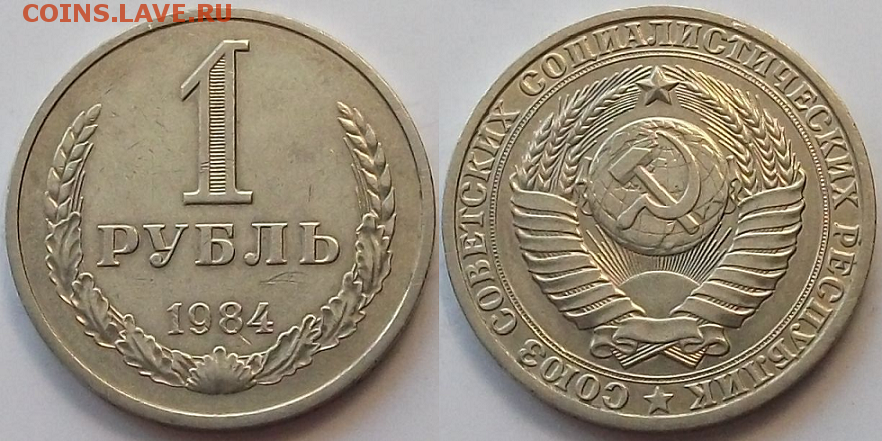 COINS.LAVE.RU
1
РУБЛЬ
1984
СОЮЗ СОВЕТСКИХ СОЦИАЛИСТИЧЕСКИХ РЕСПУБЛИК